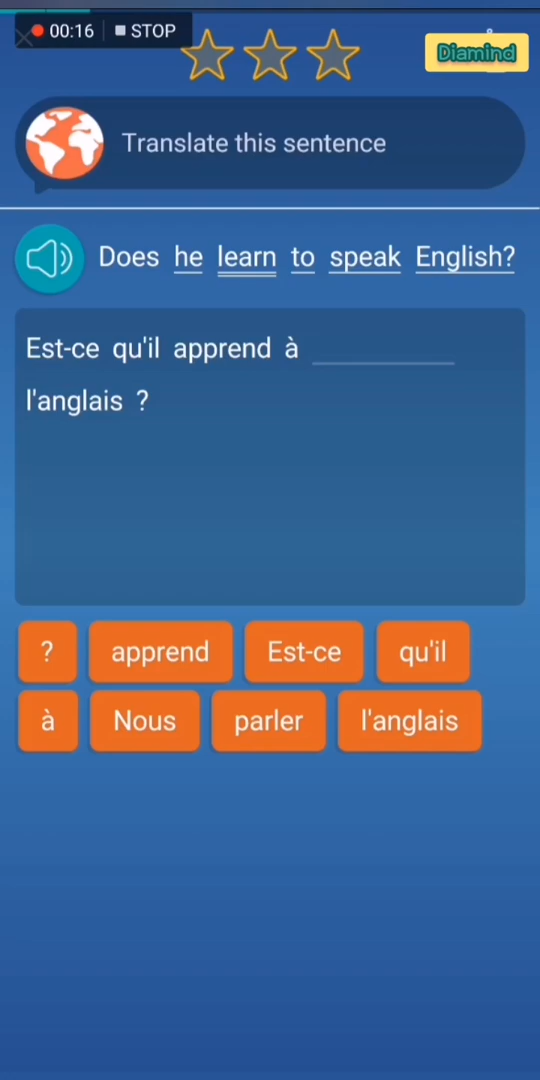 00:16 STOP
Diamind
Translate this sentence
Does he learn to speak English?
Est-ce qu'il apprend à
l'anglais ?
? apprend Est-ce qu'il
à Nous parler l'anglais